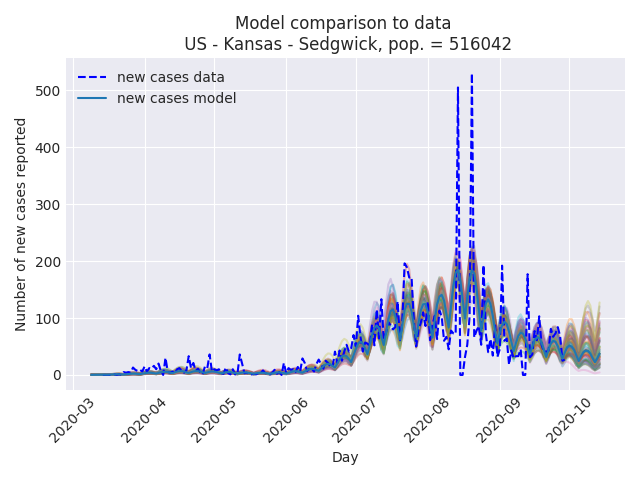 Model comparison to data
US - Kansas - Sedgwick, pop. = 516042
new cases data
new cases model
Number of new cases reported
500
400
300
200
100
0
2020-03
2020-04
2020-05
2020-06
2020-07
2020-08
2020-09
2020-10
Day